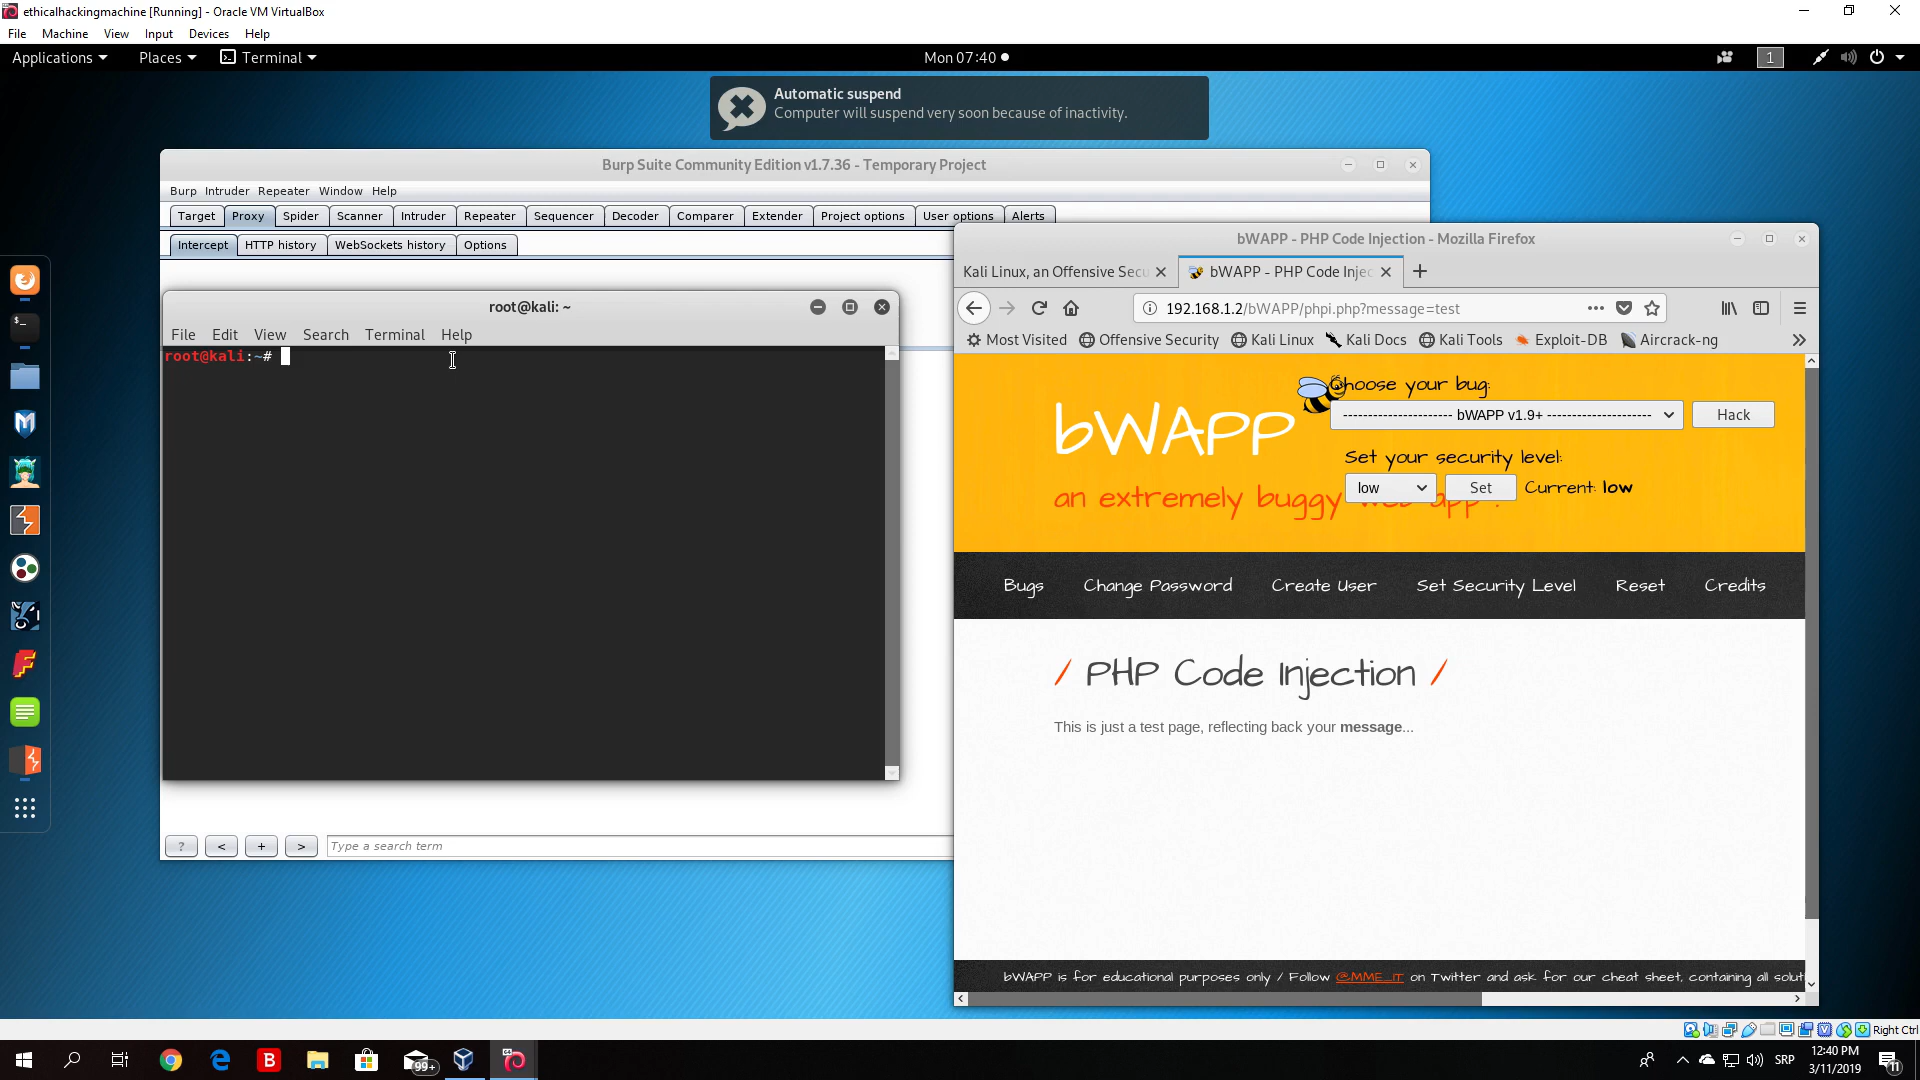 ethicalhackingmachine [Running] - Oracle VM VirtualBox
File Machine View Input Devices Help
Applications Places Terminal Mon 07:40 1
Automatic suspend
Computer will suspend very soon because of inactivity.
Burp Suite Community Edition v1.7.36 - Temporary Project
Burp Intruder Repeater Window Help
Target Proxy Spider Scanner Intruder Repeater Sequencer Decoder Comparer Extender Project options User options Alerts
Intercept HTTP history WebSockets history Options
root@kali: ~
File Edit View Search Terminal Help
root@kali:~#
? < + > Type a search term
bWAPP - PHP Code Injection - Mozilla Firefox
Kali Linux, an Offensive Secu bWAPP - PHP Code Injec
192.168.1.2/bWAPP/phpi.php?message=test
Most Visited Offensive Security Kali Linux Kali Docs Kali Tools Exploit-DB Aircrack-ng
Choose your bug:
---------------------- bWAPP v1.9+ --------------------- Hack
bWAPP
Set your security level:
low Set Current: low
an extremely buggy web app !
Bugs Change Password Create User Set Security Level Reset Credits
/ PHP Code Injection /
This is just a test page, reflecting back your message...
bWAPP is for educational purposes only / Follow @MME_IT on Twitter and ask for our cheat sheet, containing all soluti
Right Ctrl
99+ SRP 12:40 PM
3/11/2019 11